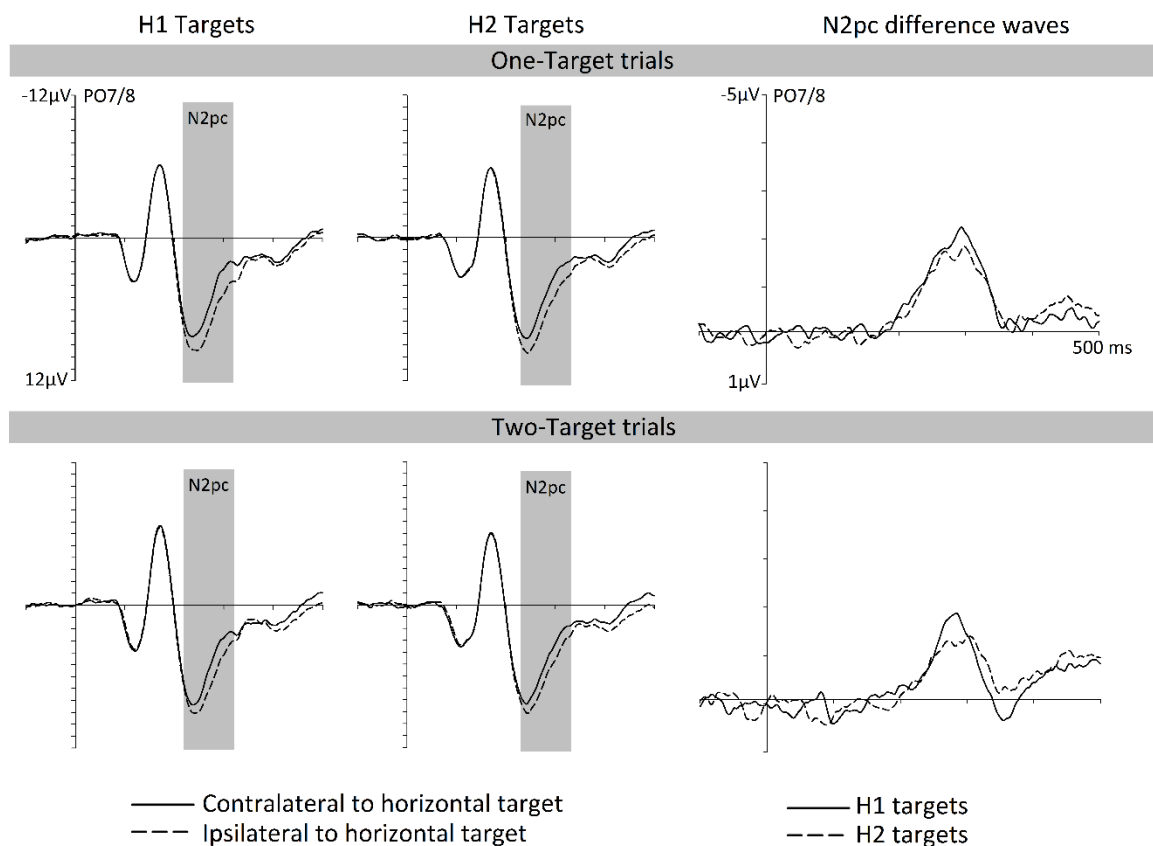 H1 Targets
H2 Targets
N2pc difference waves
One-Target trials
-12µV PO7/8
N2pc
N2pc
-5µV PO7/8
12µV
500 ms
1µV
Two-Target trials
N2pc
N2pc
Contralateral to horizontal target
Ipsilateral to horizontal target
H1 targets
H2 targets